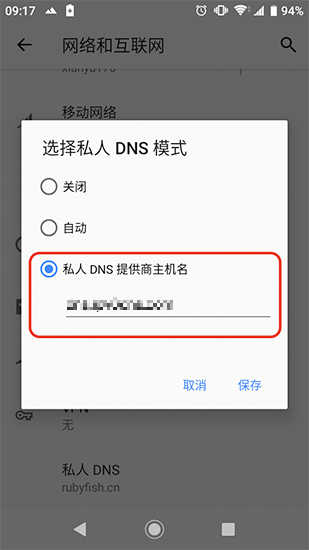 09:17
94%
网络和互联网
移动网络
选择私人 DNS 模式
关闭
自动
私人 DNS 提供商主机名
取消
保存
VPN
无
私人 DNS
rubyfish.cn